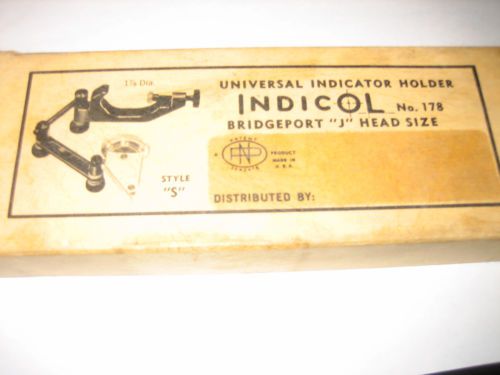 1⅞ Dia.
UNIVERSAL INDICATOR HOLDER
INDICOL No. 178
BRIDGEPORT "J" HEAD SIZE
STYLE
"S"
PRODUCT
MADE IN
U.S.A.
DISTRIBUTED BY: